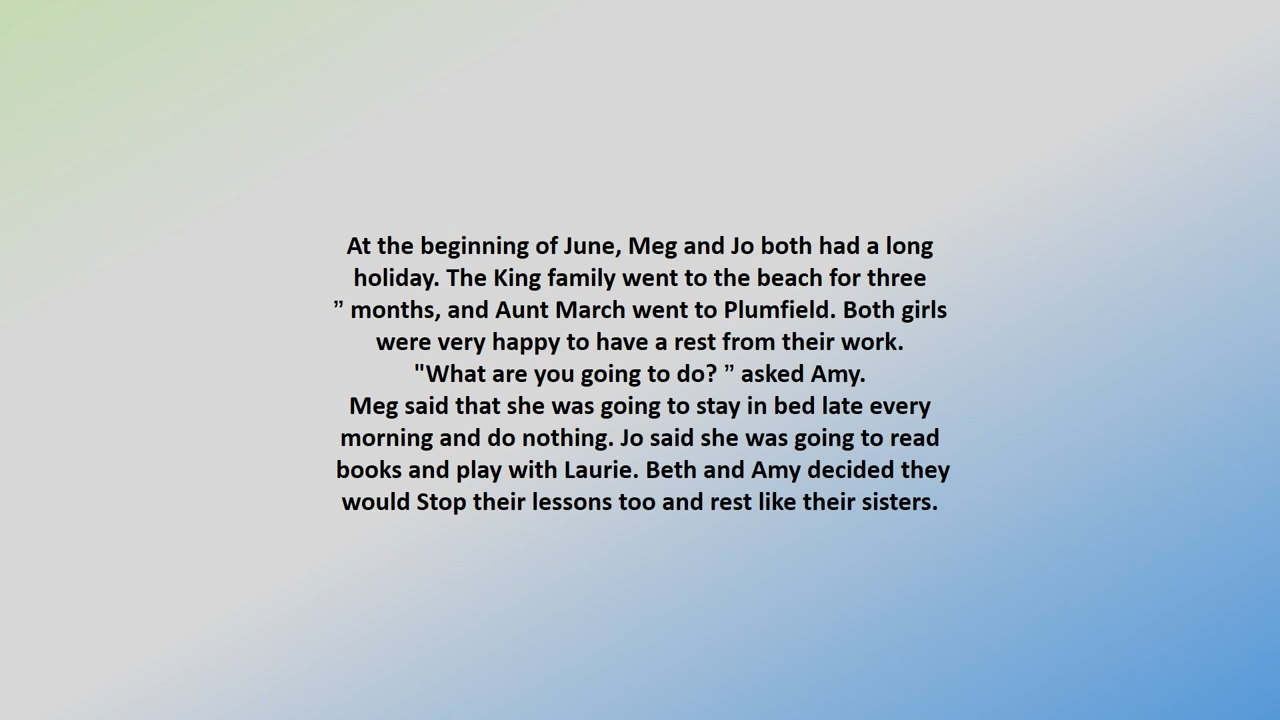 At the beginning of June, Meg and Jo both had a long
holiday. The King family went to the beach for three
” months, and Aunt March went to Plumfield. Both girls
were very happy to have a rest from their work.
"What are you going to do? ” asked Amy.
Meg said that she was going to stay in bed late every
morning and do nothing. Jo said she was going to read
books and play with Laurie. Beth and Amy decided they
would Stop their lessons too and rest like their sisters.